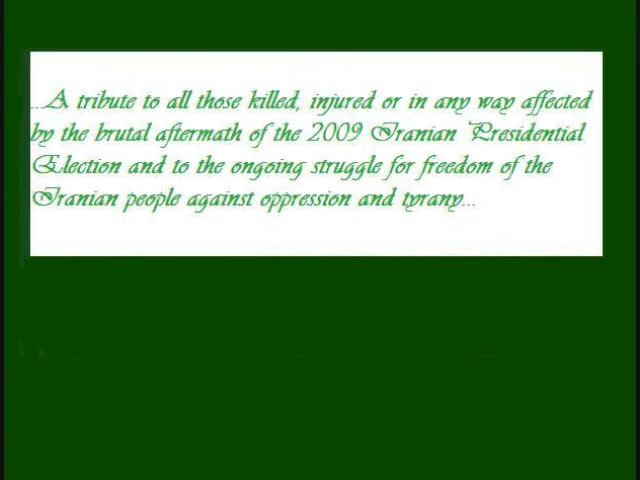 ...A tribute to all those killed, injured or in any way affected
by the brutal aftermath of the 2009 Iranian Presidential
Election and to the ongoing struggle for freedom of the
Iranian people against oppression and tyrany...